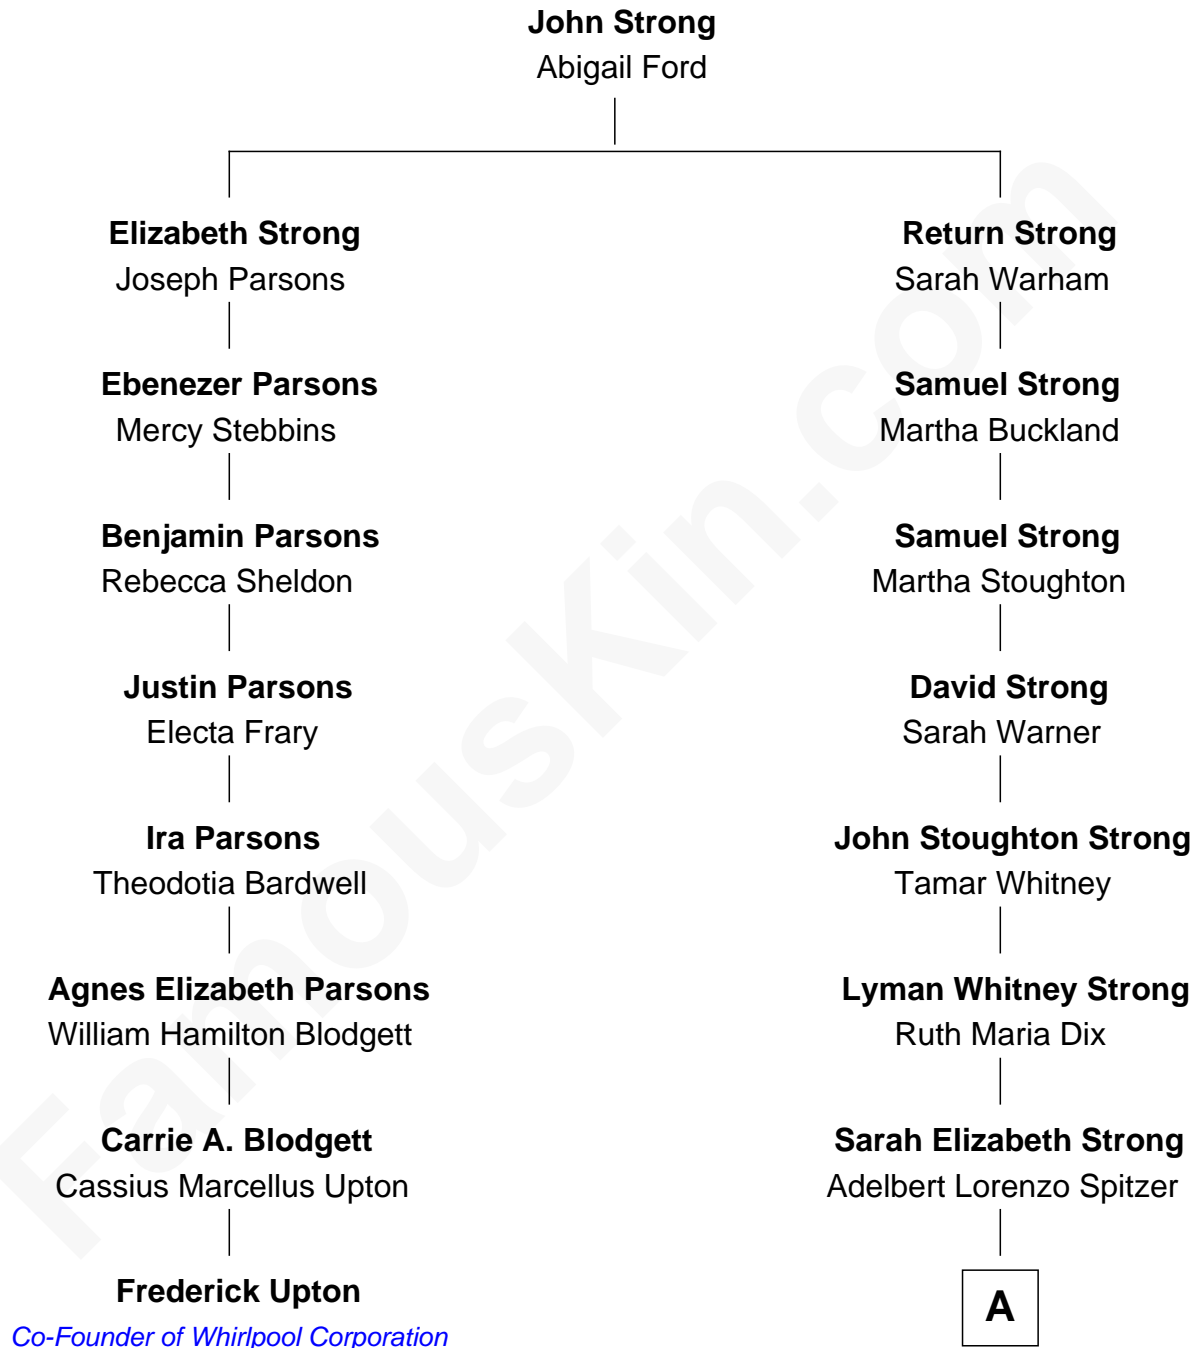 John Strong
Abigail Ford
Elizabeth Strong
Joseph Parsons
Return Strong
Sarah Warham
Ebenezer Parsons
Mercy Stebbins
Samuel Strong
Martha Buckland
Benjamin Parsons
Rebecca Sheldon
Samuel Strong
Martha Stoughton
Justin Parsons
Electa Frary
David Strong
Sarah Warner
Ira Parsons
Theodotia Bardwell
John Stoughton Strong
Tamar Whitney
Agnes Elizabeth Parsons
William Hamilton Blodgett
Lyman Whitney Strong
Ruth Maria Dix
Carrie A. Blodgett
Cassius Marcellus Upton
Sarah Elizabeth Strong
Adelbert Lorenzo Spitzer
Frederick Upton
Co-Founder of Whirlpool Corporation
A
FamousKin.com